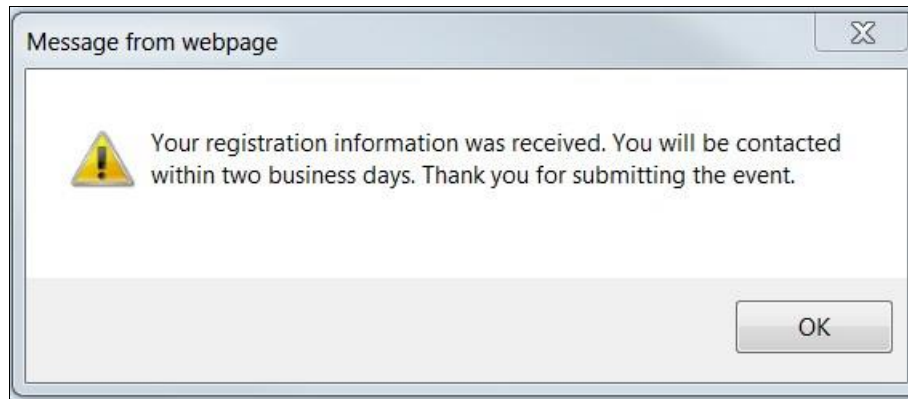 Message from webpage
Your registration information was received. You will be contacted
within two business days. Thank you for submitting the event.
OK